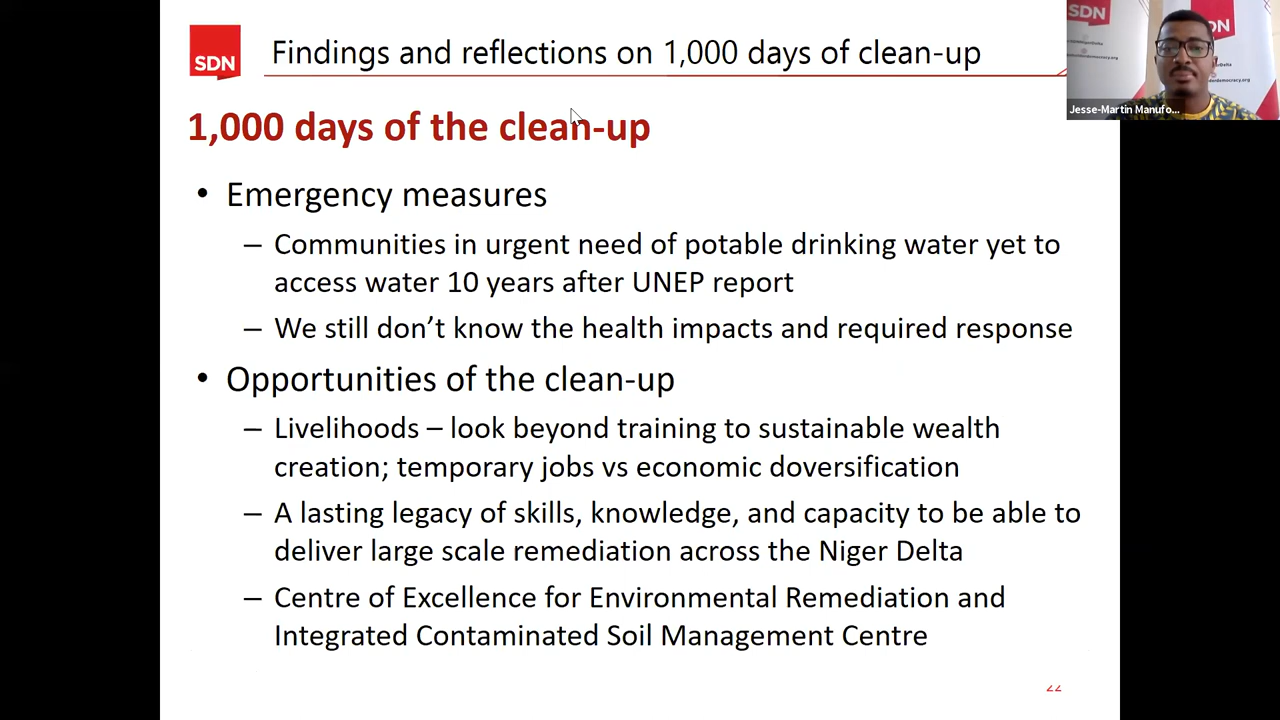 SDN
Findings and reflections on 1,000 days of clean-up
1,000 days of the clean-up
• Emergency measures
– Communities in urgent need of potable drinking water yet to
access water 10 years after UNEP report
– We still don’t know the health impacts and required response
• Opportunities of the clean-up
– Livelihoods – look beyond training to sustainable wealth
creation; temporary jobs vs economic doversification
– A lasting legacy of skills, knowledge, and capacity to be able to
deliver large scale remediation across the Niger Delta
– Centre of Excellence for Environmental Remediation and
Integrated Contaminated Soil Management Centre
22
SDN
Jesse-Martin Manufo...